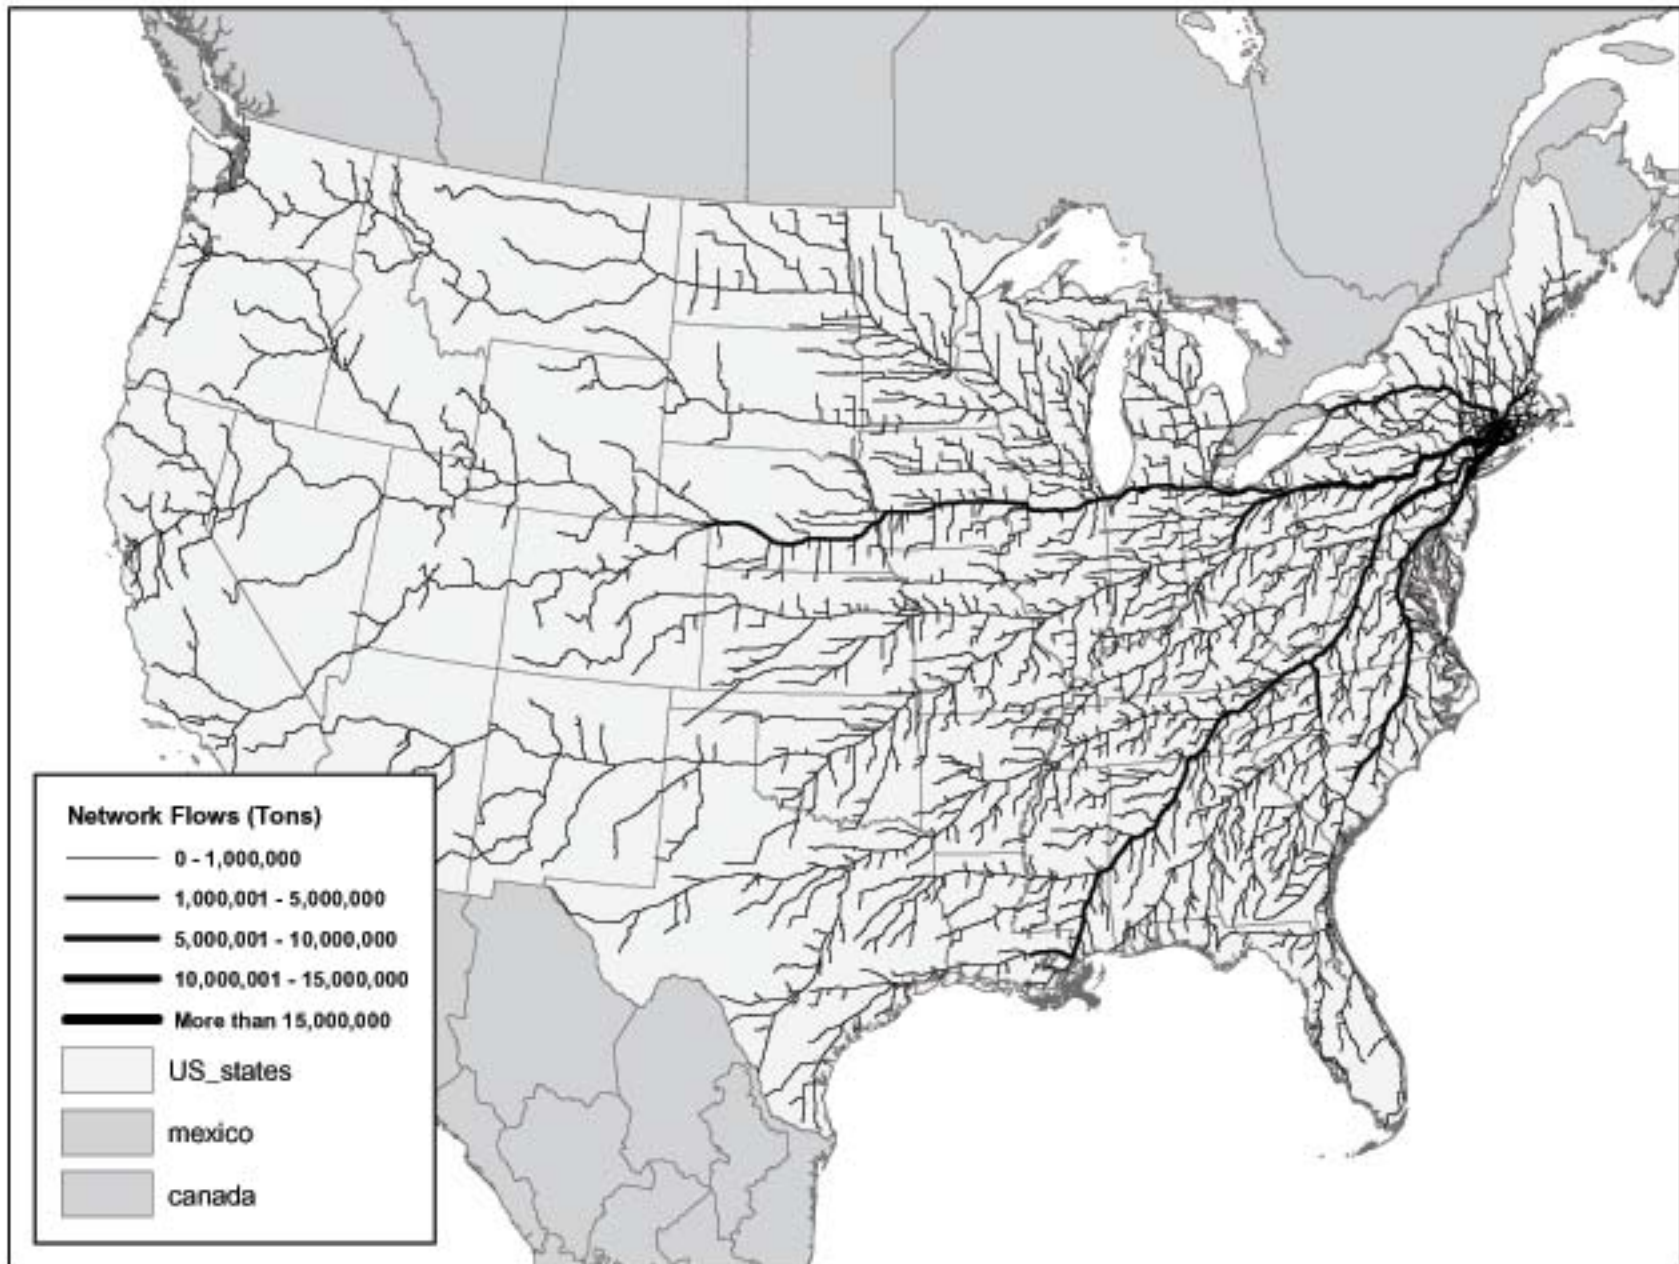 Network Flows (Tons)
0 - 1,000,000
1,000,001 - 5,000,000
5,000,001 - 10,000,000
10,000,001 - 15,000,000
More than 15,000,000
US_states
mexico
canada